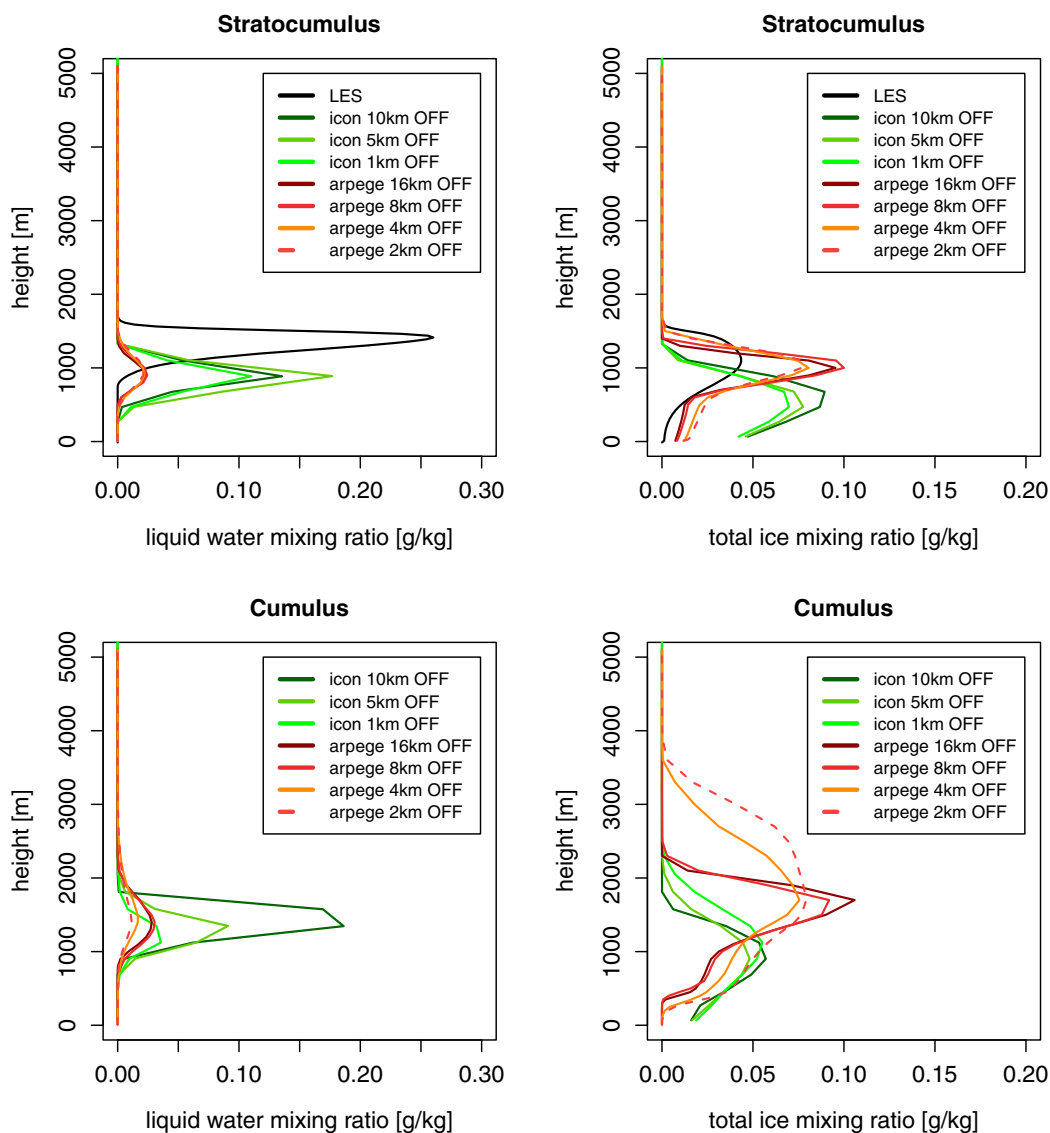 Stratocumulus
height [m]
0 1000 2000 3000 4000 5000
LES
icon 10km OFF
icon 5km OFF
icon 1km OFF
arpege 16km OFF
arpege 8km OFF
arpege 4km OFF
arpege 2km OFF
0.00 0.10 0.20 0.30
liquid water mixing ratio [g/kg]
Stratocumulus
height [m]
0 1000 2000 3000 4000 5000
LES
icon 10km OFF
icon 5km OFF
icon 1km OFF
arpege 16km OFF
arpege 8km OFF
arpege 4km OFF
arpege 2km OFF
0.00 0.05 0.10 0.15 0.20
total ice mixing ratio [g/kg]
Cumulus
height [m]
0 1000 2000 3000 4000 5000
icon 10km OFF
icon 5km OFF
icon 1km OFF
arpege 16km OFF
arpege 8km OFF
arpege 4km OFF
arpege 2km OFF
0.00 0.10 0.20 0.30
liquid water mixing ratio [g/kg]
Cumulus
height [m]
0 1000 2000 3000 4000 5000
icon 10km OFF
icon 5km OFF
icon 1km OFF
arpege 16km OFF
arpege 8km OFF
arpege 4km OFF
arpege 2km OFF
0.00 0.05 0.10 0.15 0.20
total ice mixing ratio [g/kg]